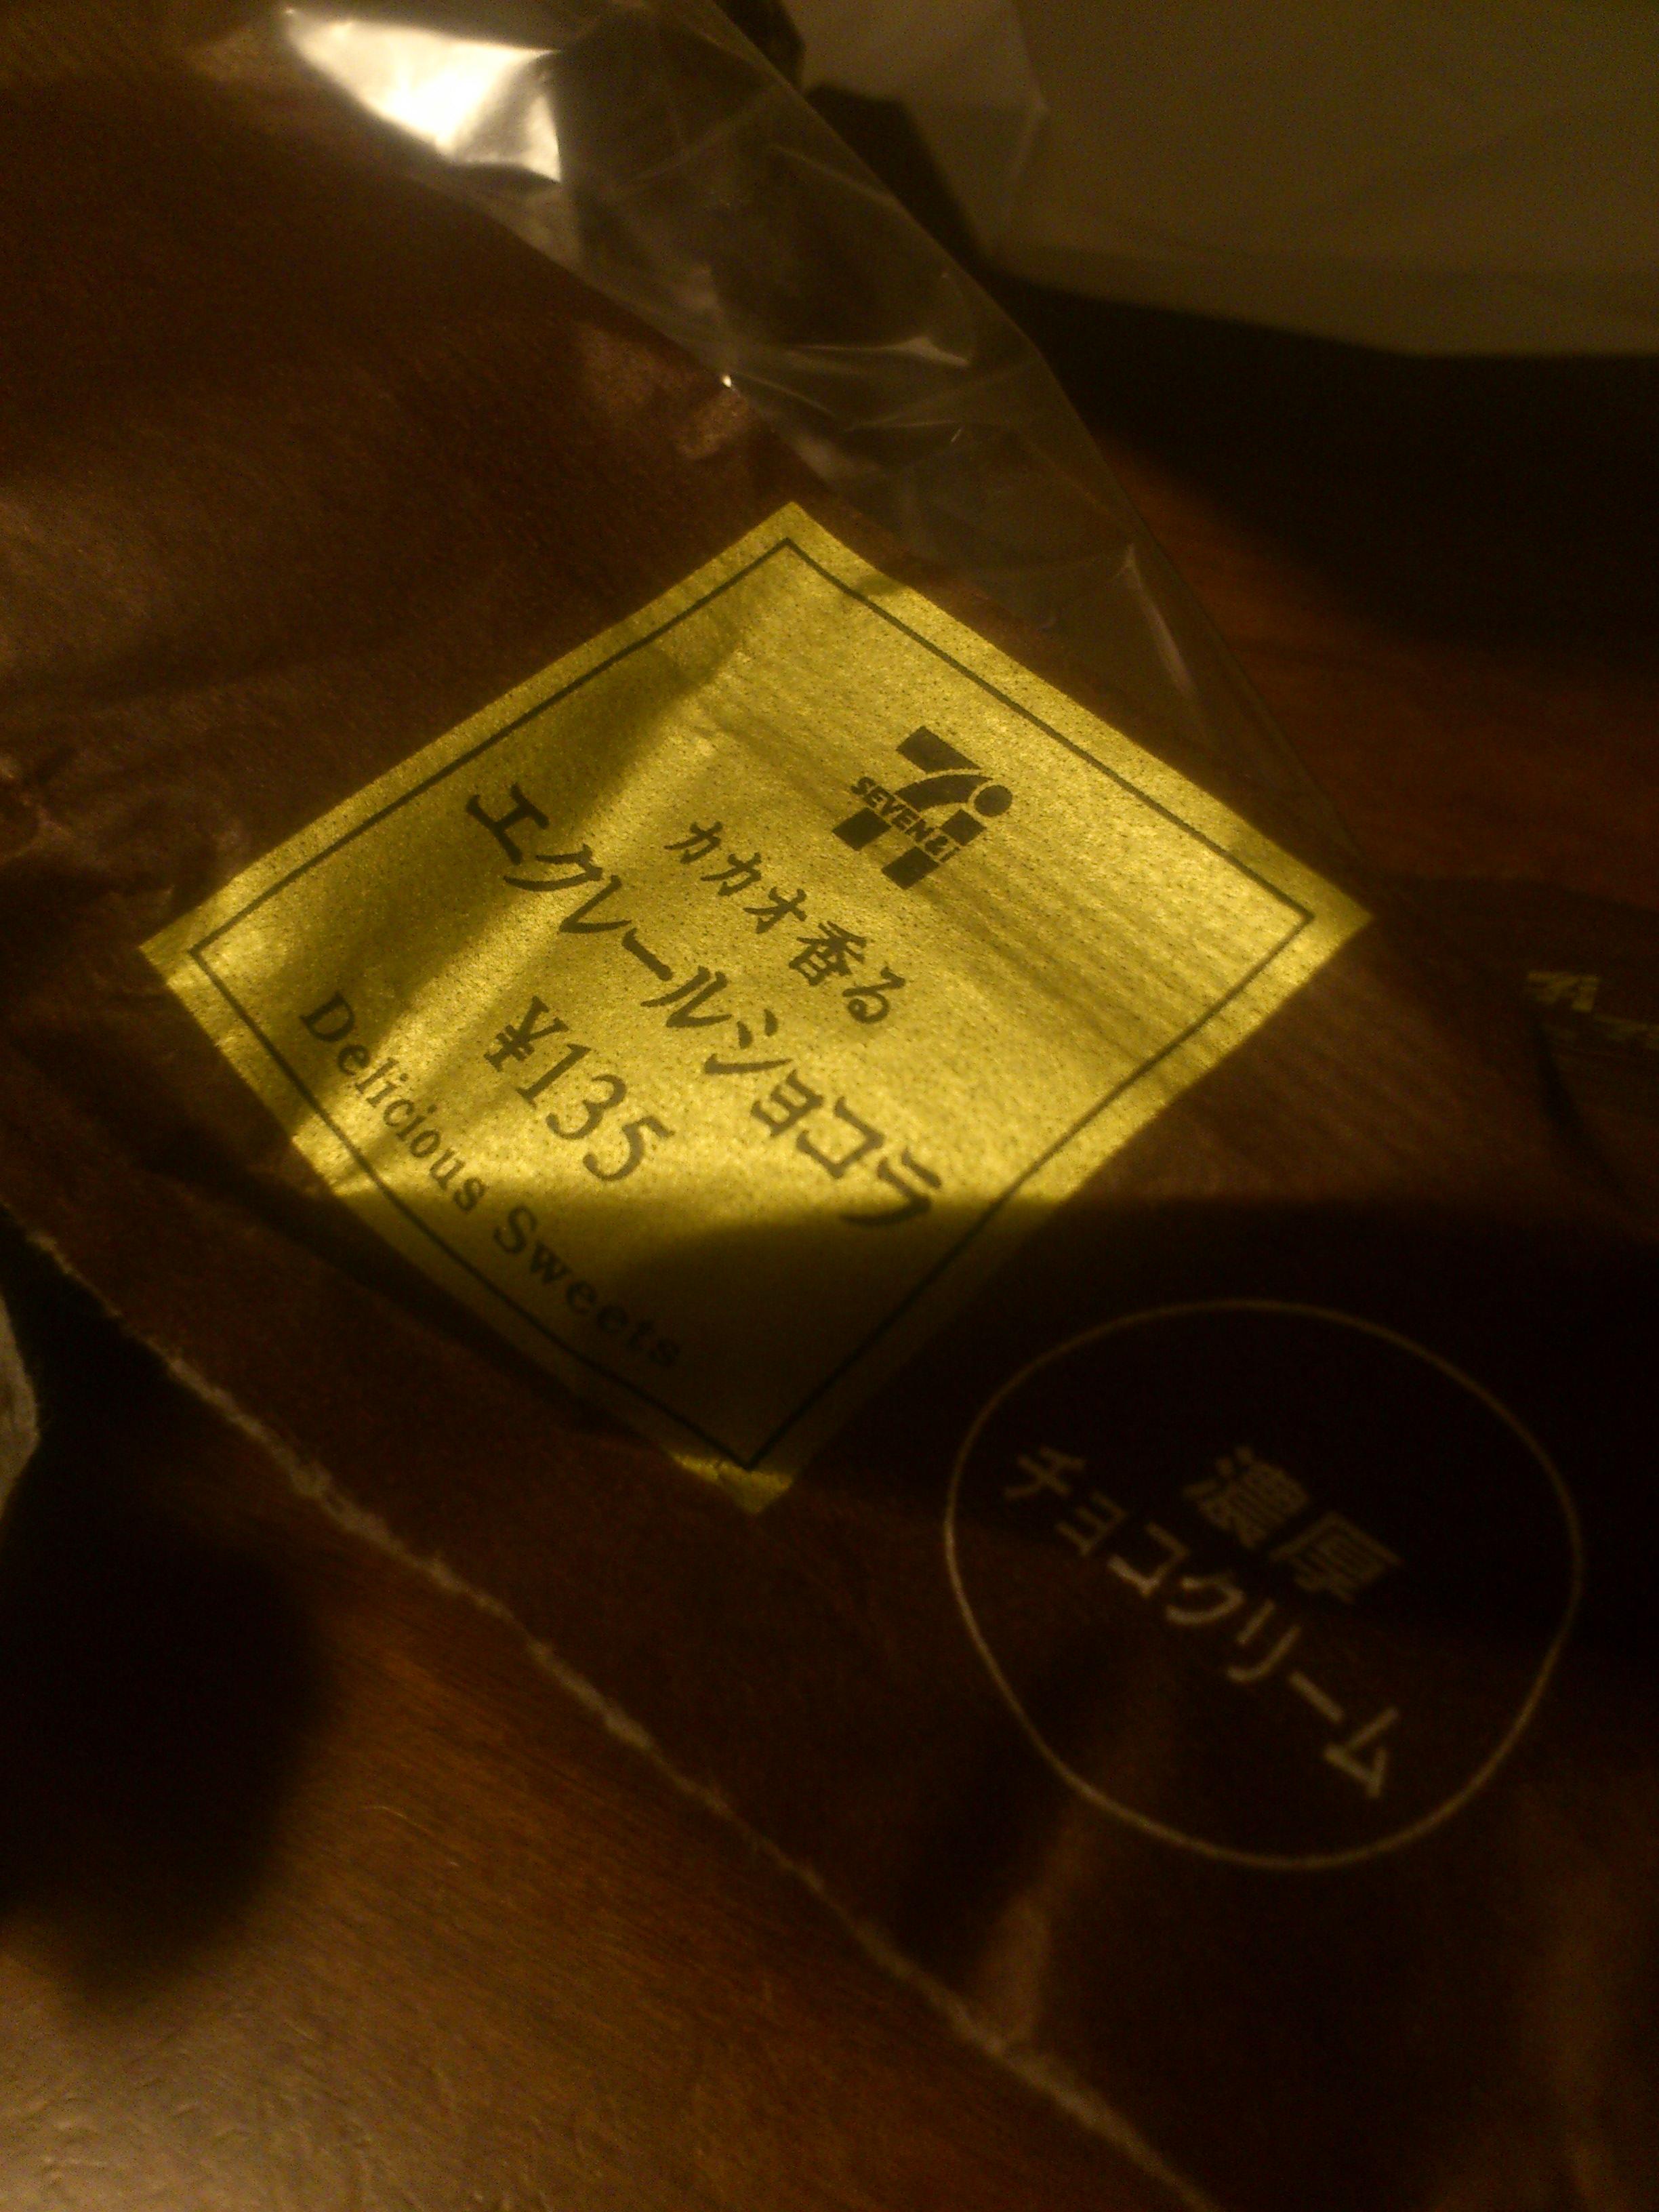 SEVEN&i
カカオ香る
エクレールショコラ
¥135
Delicious Sweets
濃厚
チョコクリーム